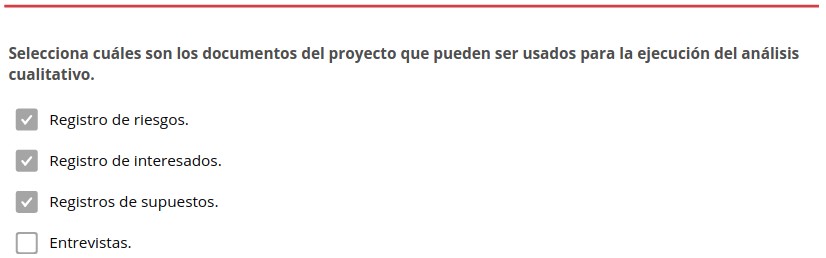 Selecciona cuáles son los documentos del proyecto que pueden ser usados para la ejecución del análisis
cualitativo.
Registro de riesgos.
Registro de interesados.
Registros de supuestos.
Entrevistas.